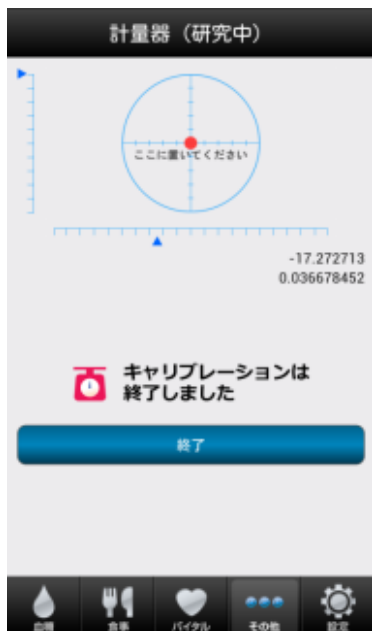 計量器（研究中）
ここに置いてください
-17.272713
0.036678452
キャリブレーションは
終了しました
終了
血糖
食事
バイタル
その他
設定